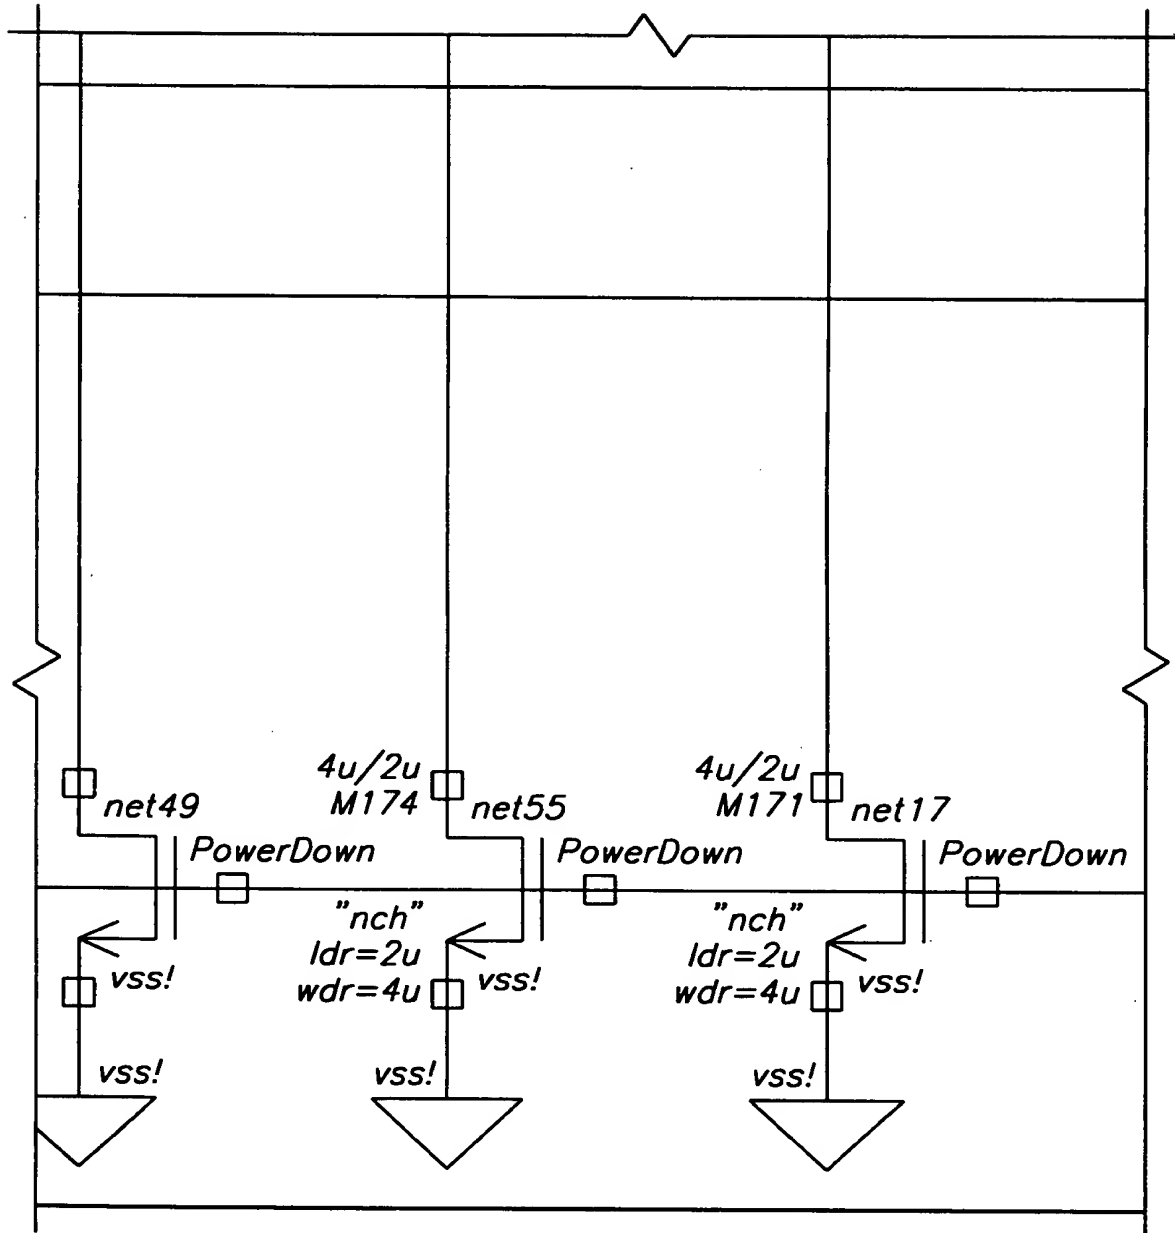 4u/2u
M174
4u/2u
M171
net49
net55
net17
PowerDown
PowerDown
PowerDown
"nch"
ldr=2u
wdr=4u
"nch"
ldr=2u
wdr=4u
vss!
vss!
vss!
vss!
vss!
vss!